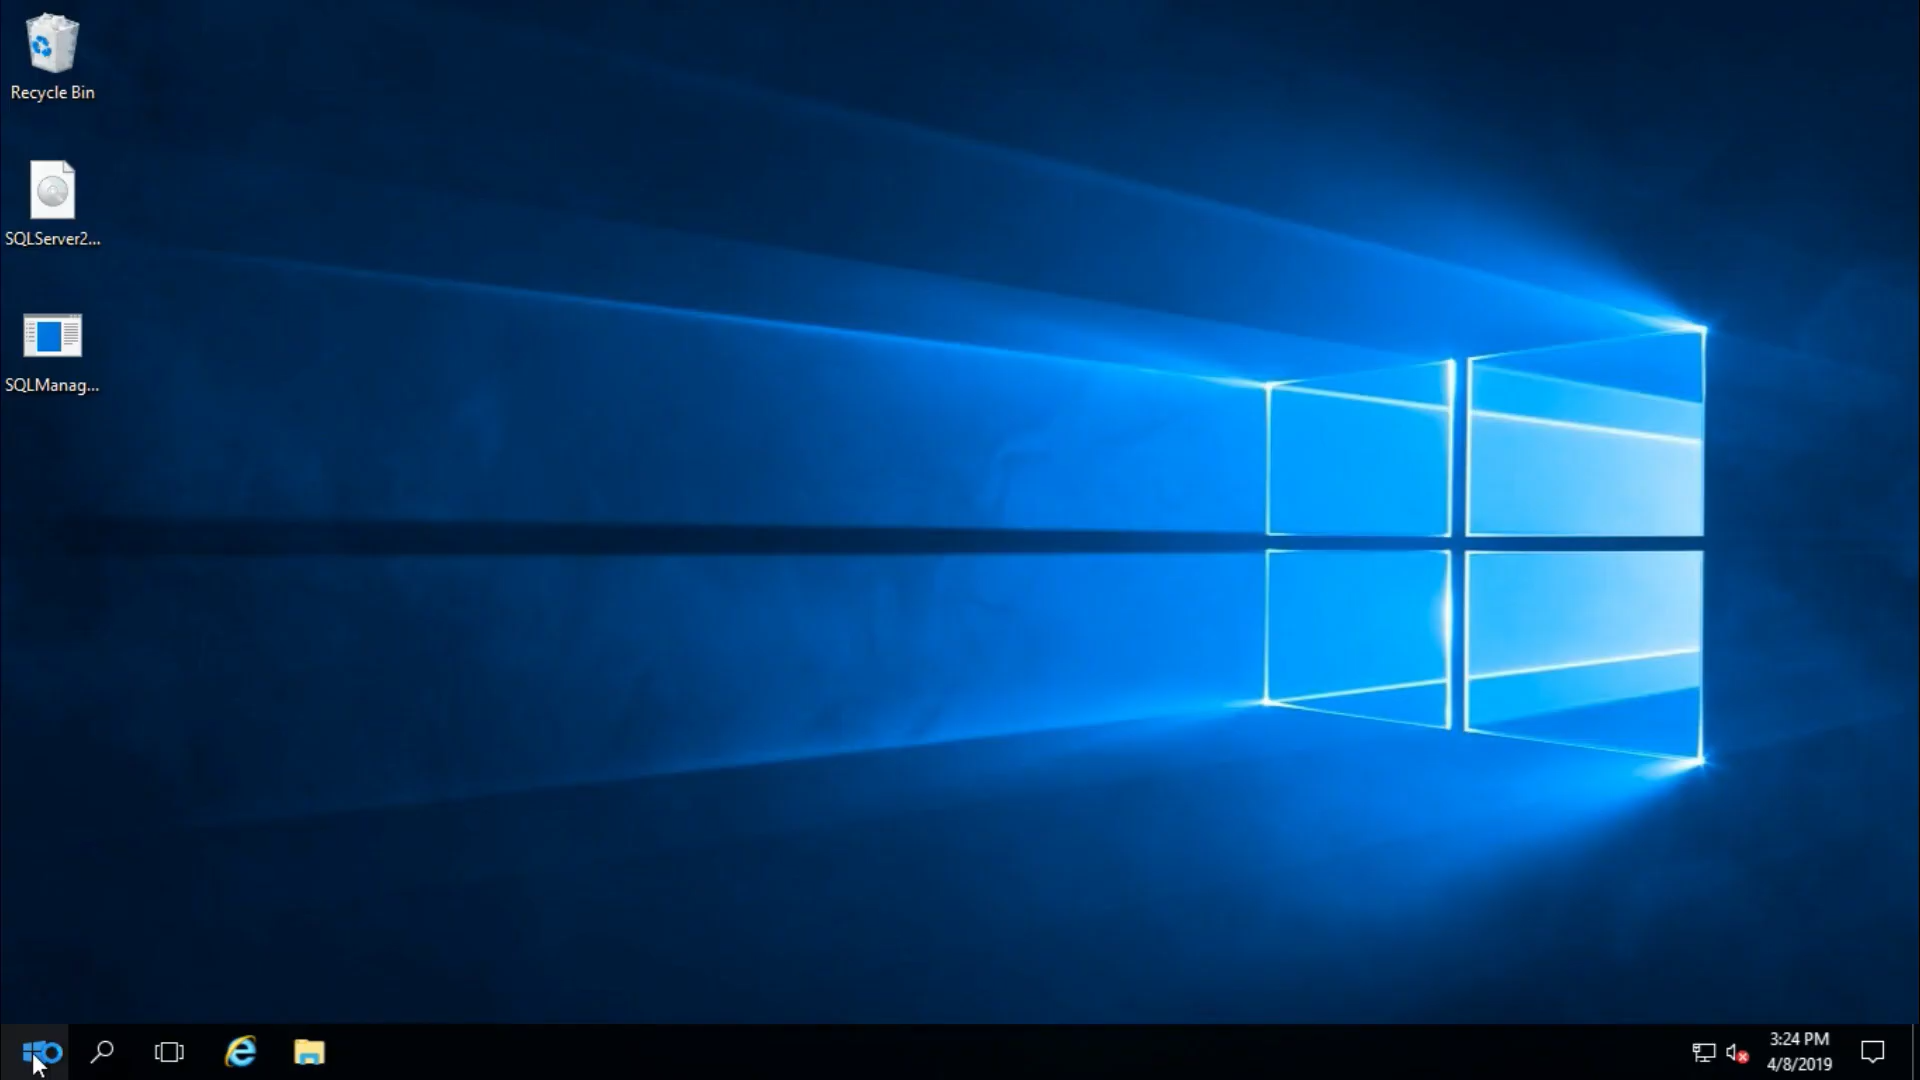 Recycle Bin
SQLServer2...
SQLManag...
3:24 PM
4/8/2019